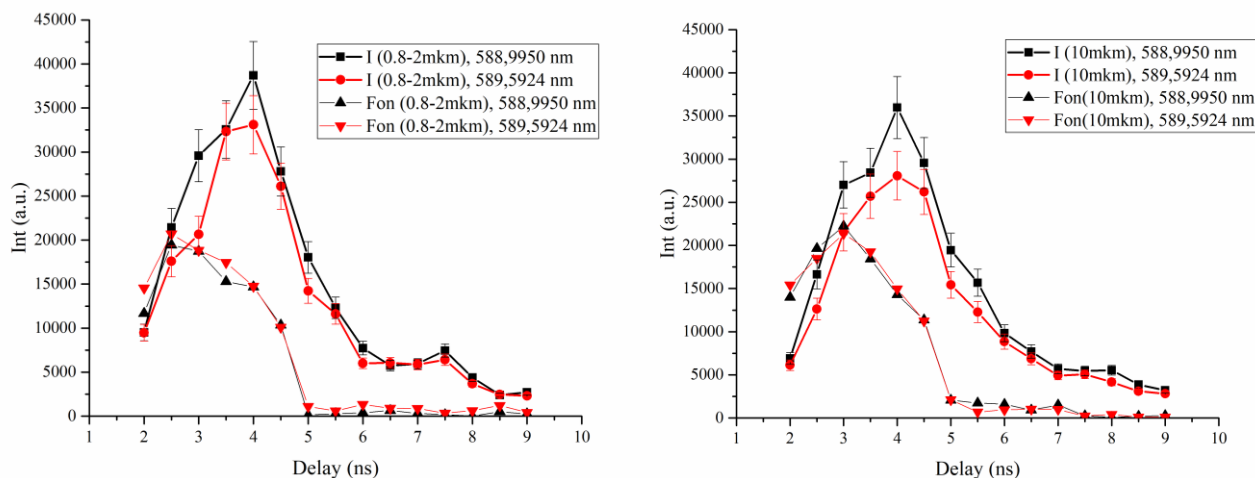 45000
40000
35000
30000
25000
20000
15000
10000
5000
0
Int (a.u.)
I (0.8-2mkm), 588,9950 nm
I (0.8-2mkm), 589,5924 nm
Fon (0.8-2mkm), 588,9950 nm
Fon (0.8-2mkm), 589,5924 nm
1 2 3 4 5 6 7 8 9 10
Delay (ns)
45000
40000
35000
30000
25000
20000
15000
10000
5000
0
Int (a.u.)
I (10mkm), 588,9950 nm
I (10mkm), 589,5924 nm
Fon(10mkm), 588,9950 nm
Fon(10mkm), 589,5924 nm
1 2 3 4 5 6 7 8 9 10
Delay (ns)